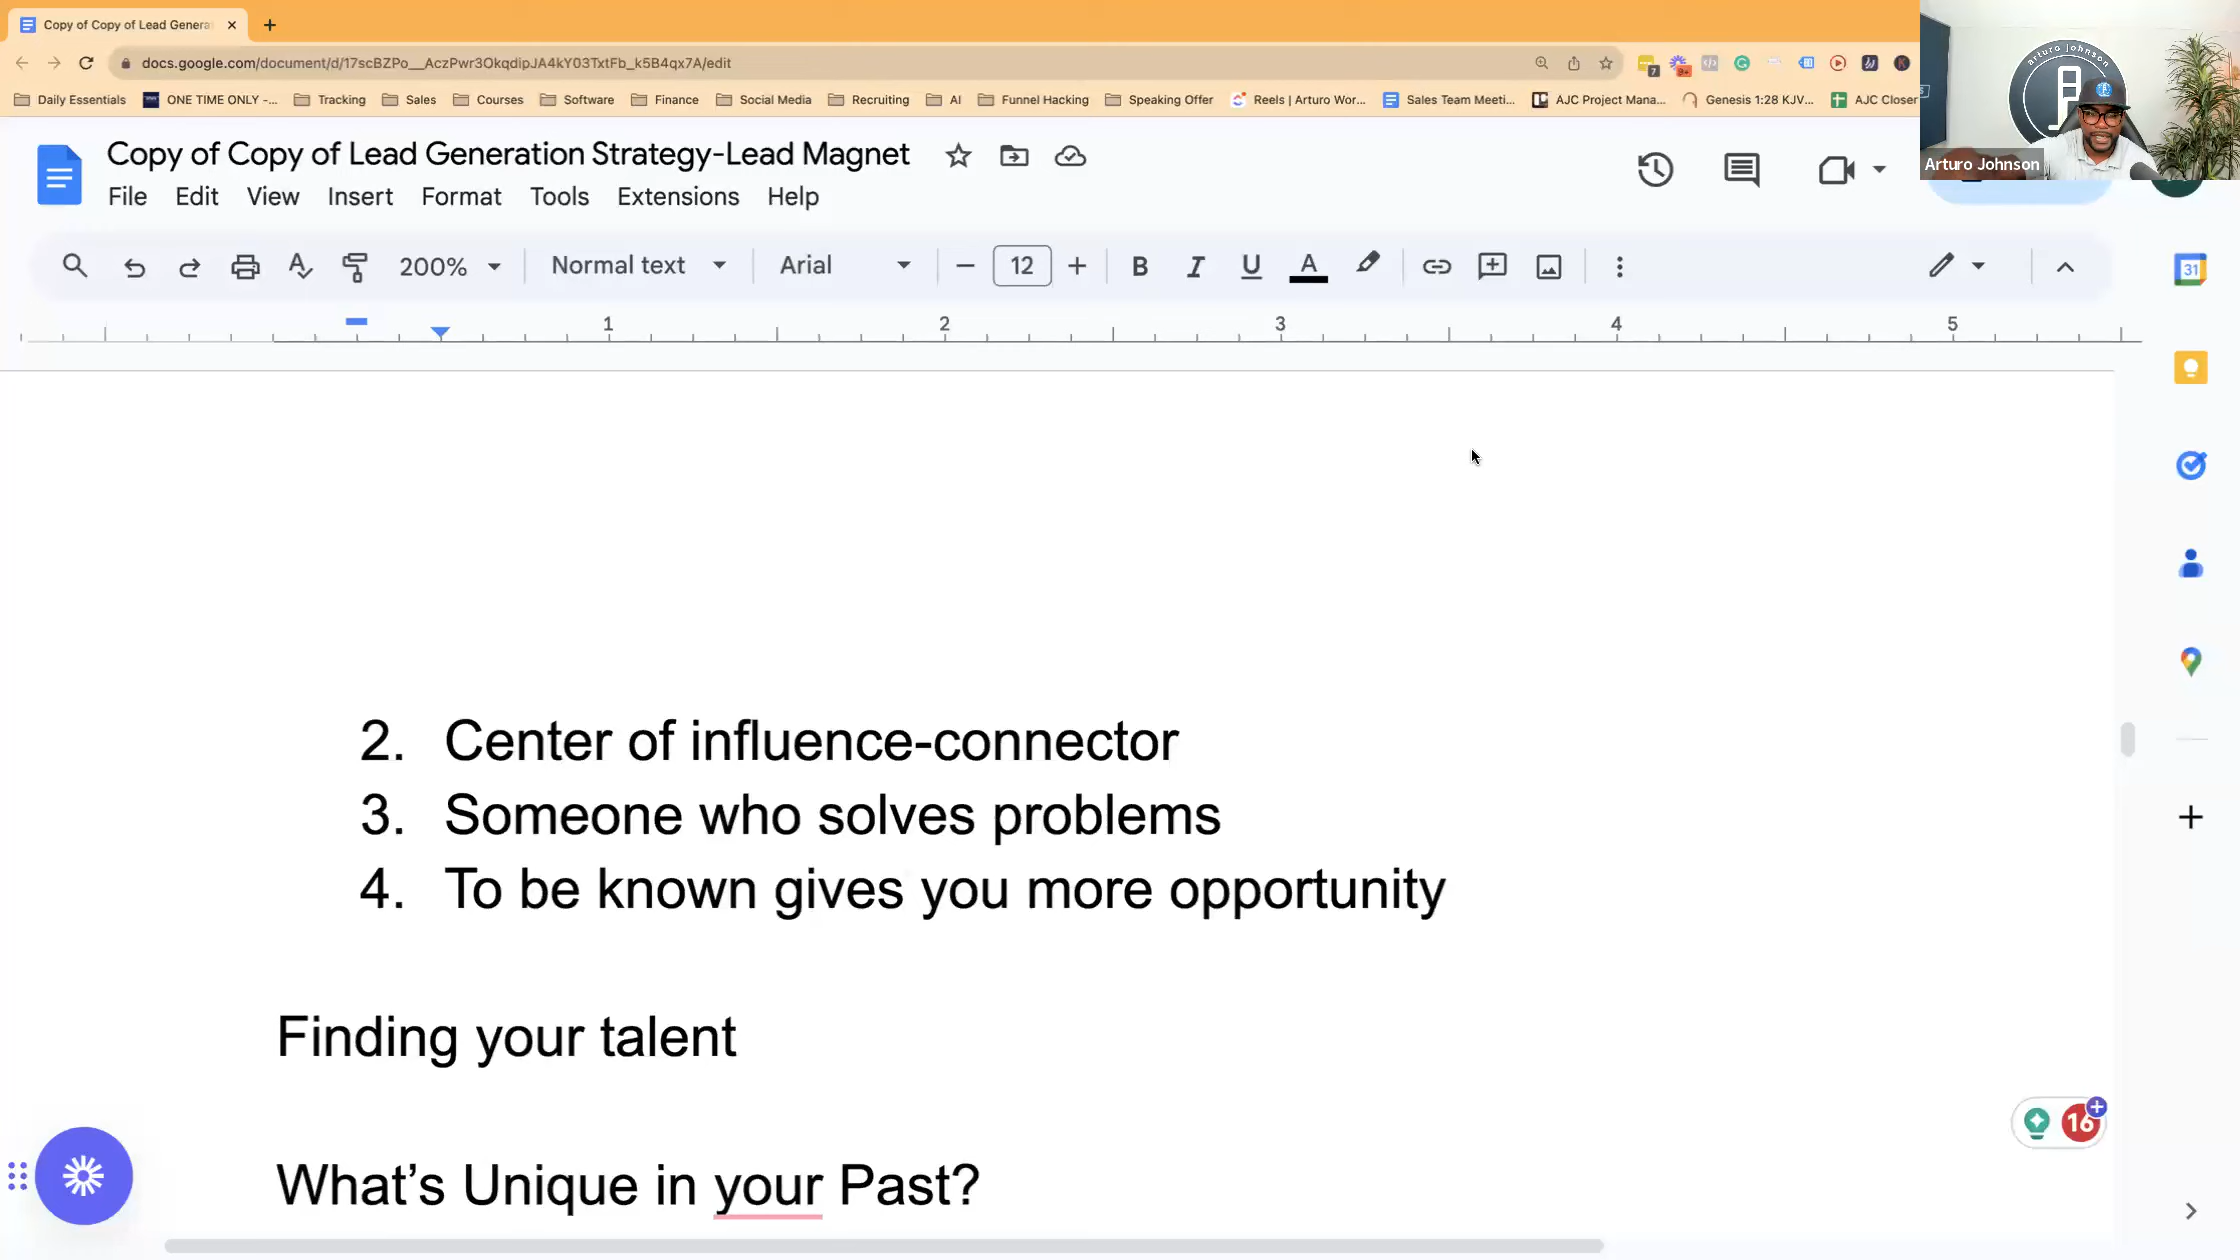 Copy of Copy of Lead Genera
docs.google.com/document/d/17scBZPo__AczPwr3OkqdipJA4kY03TxtFb_k5B4qx7A/edit
7
9+
Daily Essentials ONE TIME ONLY -... Tracking Sales Courses Software Finance Social Media Recruiting AI Funnel Hacking Speaking Offer Reels | Arturo Wor... Sales Team Meeti... AJC Project Mana... Genesis 1:28 KJV... AJC Closer
arturo johnson
Arturo Johnson
Copy of Copy of Lead Generation Strategy-Lead Magnet
File Edit View Insert Format Tools Extensions Help
200% Normal text Arial 12 B I U A
31
1 2 3 4 5
2. Center of influence-connector
3. Someone who solves problems
4. To be known gives you more opportunity
Finding your talent
16
What’s Unique in your Past?